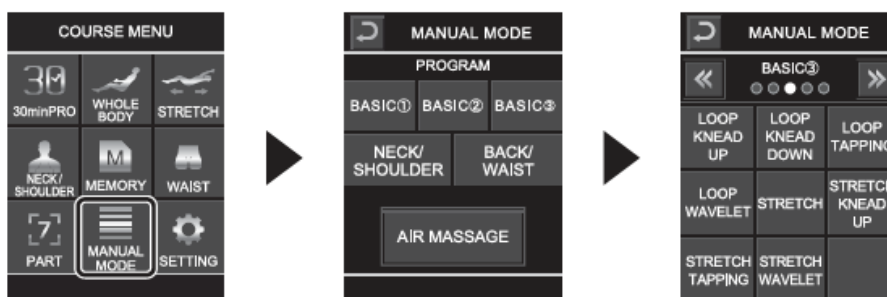 COURSE MENU
30
30minPRO
WHOLE
BODY
STRETCH
NECK/
SHOULDER
M
MEMORY
WAIST
7
PART
MANUAL
MODE
SETTING
MANUAL MODE
PROGRAM
BASIC① BASIC② BASIC③
NECK/
SHOULDER
BACK/
WAIST
AIR MASSAGE
MANUAL MODE
BASIC③
LOOP
KNEAD
UP
LOOP
KNEAD
DOWN
LOOP
TAPPING
LOOP
WAVELET
STRETCH
STRETCH
KNEAD
UP
STRETCH
TAPPING
STRETCH
WAVELET